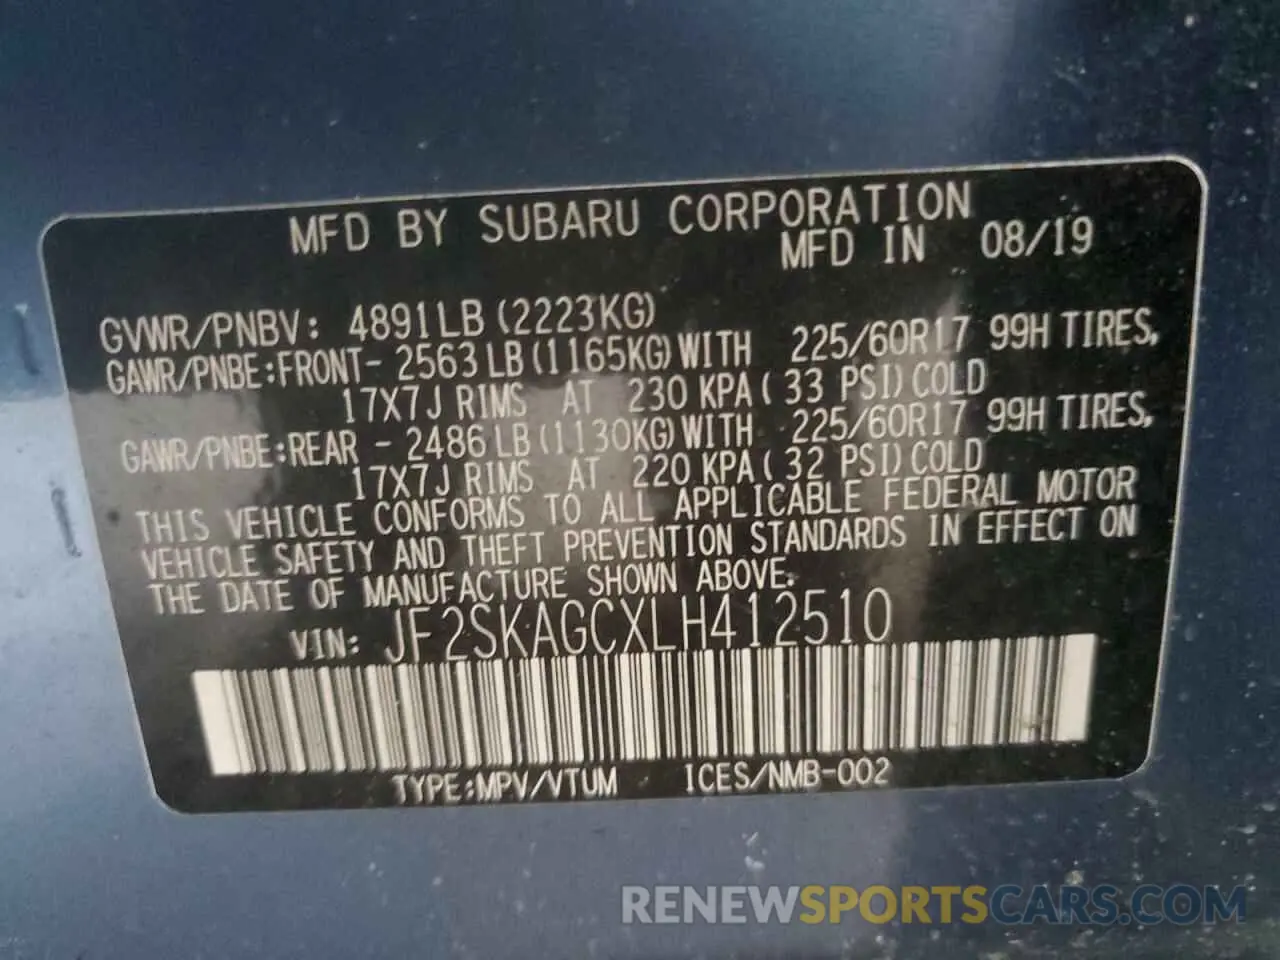 MFD BY SUBARU CORPORATION
MFD IN 08/19
GVWR/PNBV: 4891LB (2223KG)
GAWR/PNBE:FRONT- 2563LB (1165KG) WITH 225/60R17 99H TIRES,
17X7J RIMS AT 230 KPA( 33 PSI) COLD
GAWR/PNBE:REAR - 2486LB (1130KG) WITH 225/60R17 99H TIRES,
17X7J RIMS AT 220 KPA( 32 PSI) COLD
THIS VEHICLE CONFORMS TO ALL APPLICABLE FEDERAL MOTOR
VEHICLE SAFETY AND THEFT PREVENTION STANDARDS IN EFFECT ON
THE DATE OF MANUFACTURE SHOWN ABOVE.
VIN: JF2SKAGCXLH412510
TYPE:MPV/VTUM ICES/NMB-002
RENEWSPORTSCARS.COM